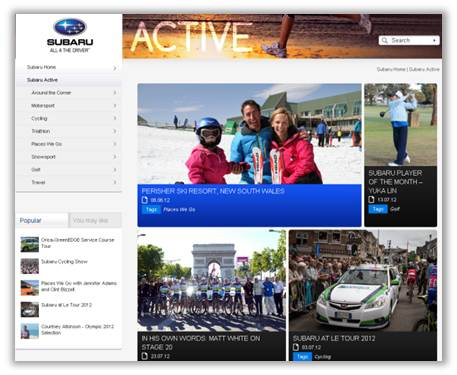 SUBARU
ALL 4 THE DRIVER
ACTIVE
Search
Subaru Home | Subaru Active
Subaru Home
Subaru Active
Around the Corner
Motorsport
Cycling
Triathlon
Places We Go
Snowsport
Golf
Travel
Popular
You may like
Orica-GreenEDGE Service Course
Tour
Subaru Cycling Show
Places We Go with Jennifer Adams
and Clint Bizzell
Subaru at Le Tour 2012
Courtney Atkinson - Olympic 2012
Selection
PERISHER SKI RESORT, NEW SOUTH WALES
08.08.12
Tags: Places We Go
SUBARU PLAYER
OF THE MONTH –
YUKA LIN
13.07.12
Tags: Golf
IN HIS OWN WORDS: MATT WHITE ON
STAGE 20
23.07.12
SUBARU AT LE TOUR 2012
03.07.12
Tags: Cycling